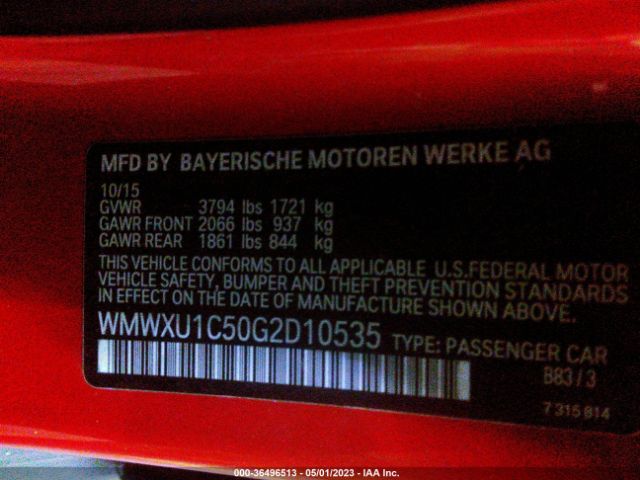 MFD BY BAYERISCHE MOTOREN WERKE AG
10/15
GVWR 3794 lbs 1721 kg
GAWR FRONT 2066 lbs 937 kg
GAWR REAR 1861 lbs 844 kg
THIS VEHICLE CONFORMS TO ALL APPLICABLE U.S.FEDERAL MOTOR
VEHICLE SAFETY, BUMPER AND THEFT PREVENTION STANDARDS
IN EFFECT ON THE DATE OF MANUFACTURE SHOWN ABOVE.
WMWXU1C50G2D10535 TYPE: PASSENGER CAR
B83/3
7 315 814
000-36496513 - 05/01/2023 - IAA Inc.